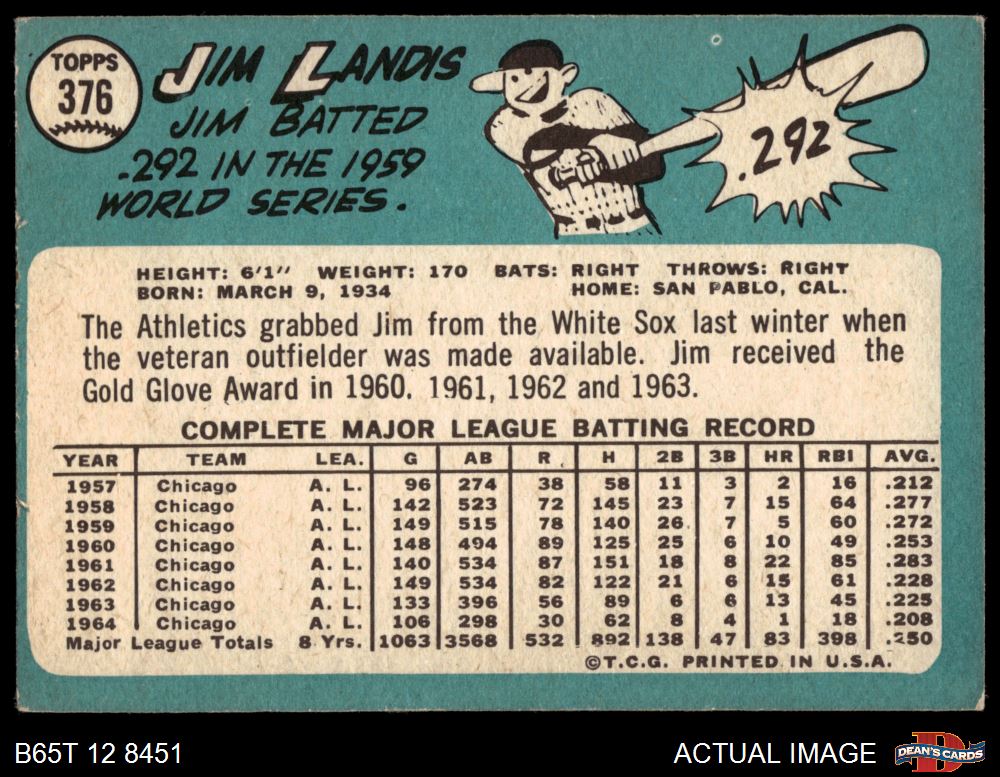 TOPPS
376
JIM LANDIS
JIM BATTED
.292 IN THE 1959
WORLD SERIES.
.292
HEIGHT: 6'1" WEIGHT: 170 BATS: RIGHT THROWS: RIGHT
BORN: MARCH 9, 1934 HOME: SAN PABLO, CAL.
The Athletics grabbed Jim from the White Sox last winter when
the veteran outfielder was made available. Jim received the
Gold Glove Award in 1960. 1961, 1962 and 1963.
COMPLETE MAJOR LEAGUE BATTING RECORD
YEAR TEAM LEA. G AB R. H 2B 3B HR RBI AVG.
1957 Chicago A. L. 96 274 38 58 11 3 2 16 .212
1958 Chicago A. L. 142 523 72 145 23 7 15 64 .277
1959 Chicago A. L. 149 515 78 140 26 7 5 60 .272
1960 Chicago A. L. 148 494 89 125 25 6 10 49 .253
1961 Chicago A. L. 140 534 87 151 18 8 22 85 .283
1962 Chicago A. L. 149 534 82 122 21 6 15 61 .228
1963 Chicago A. L. 133 396 56 89 6 6 13 45 .225
1964 Chicago A. L. 106 298 30 62 8 4 1 18 .208
Major League Totals 8 Yrs. 1063 3568 532 892 138 47 83 398 .250
©T.C.G. PRINTED IN U.S.A.
B65T 12 8451 ACTUAL IMAGE D DEAN'S CARDS